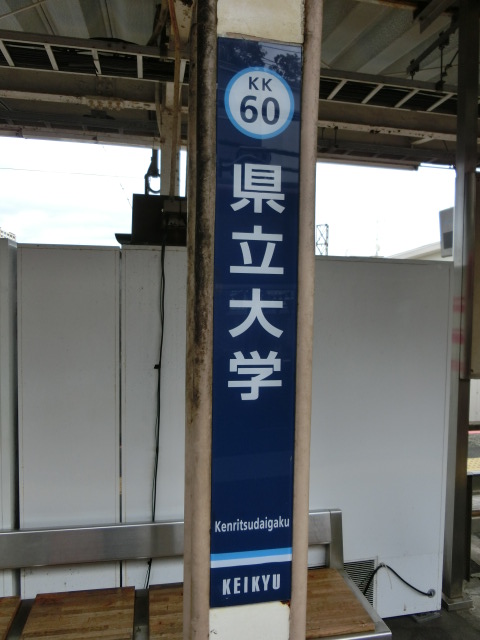 KK
60
県立大学
Kenritsudaigaku
KEIKYU